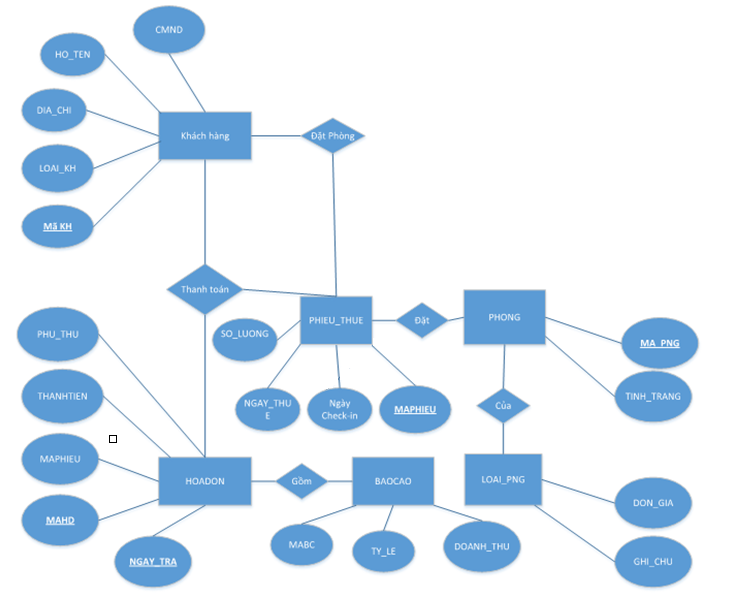 CMND
HO_TEN
DIA_CHI
Khách hàng
Đặt Phòng
LOAI_KH
Mã KH
Thanh toán
PHU_THU
SO_LUONG
PHIEU_THUE
Đặt
PHONG
MA_PNG
THANHTIEN
NGAY_THU
E
Ngày
Check-in
MAPHIEU
Của
TINH_TRANG
MAPHIEU
HOADON
Gồm
BAOCAO
LOAI_PNG
DON_GIA
MAHD
NGAY_TRA
MABC
TY_LE
DOANH_THU
GHI_CHU